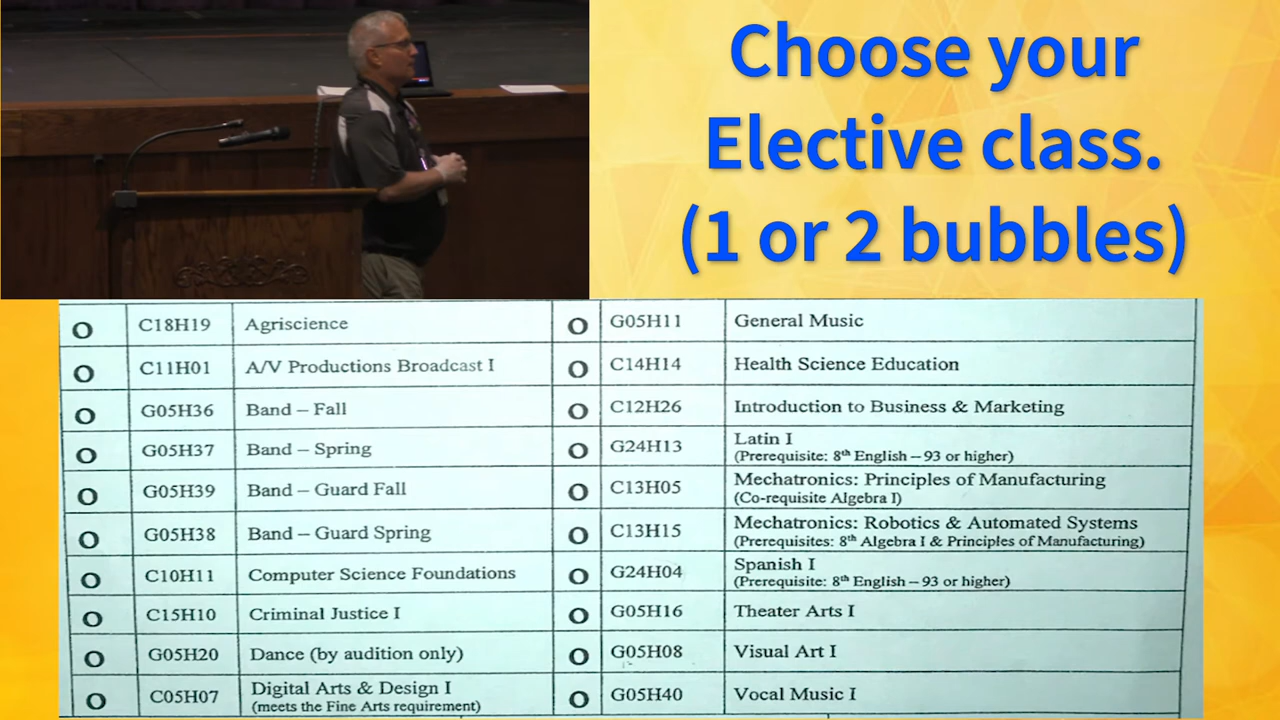 Choose your
Elective class.
(1 or 2 bubbles)
O C18H19 Agriscience O G05H11 General Music
O C11H01 A/V Productions Broadcast I O C14H14 Health Science Education
O G05H36 Band – Fall O C12H26 Introduction to Business & Marketing
O G05H37 Band – Spring O G24H13 Latin I
(Prerequisite: 8th English – 93 or higher)
O G05H39 Band – Guard Fall O C13H05 Mechatronics: Principles of Manufacturing
(Co-requisite Algebra I)
O G05H38 Band – Guard Spring O C13H15 Mechatronics: Robotics & Automated Systems
(Prerequisites: 8th Algebra I & Principles of Manufacturing)
O C10H11 Computer Science Foundations O G24H04 Spanish I
(Prerequisite: 8th English – 93 or higher)
O C15H10 Criminal Justice I O G05H16 Theater Arts I
O G05H20 Dance (by audition only) O G05H08 Visual Art I
O C05H07 Digital Arts & Design I O G05H40 Vocal Music I
(meets the Fine Arts requirement)